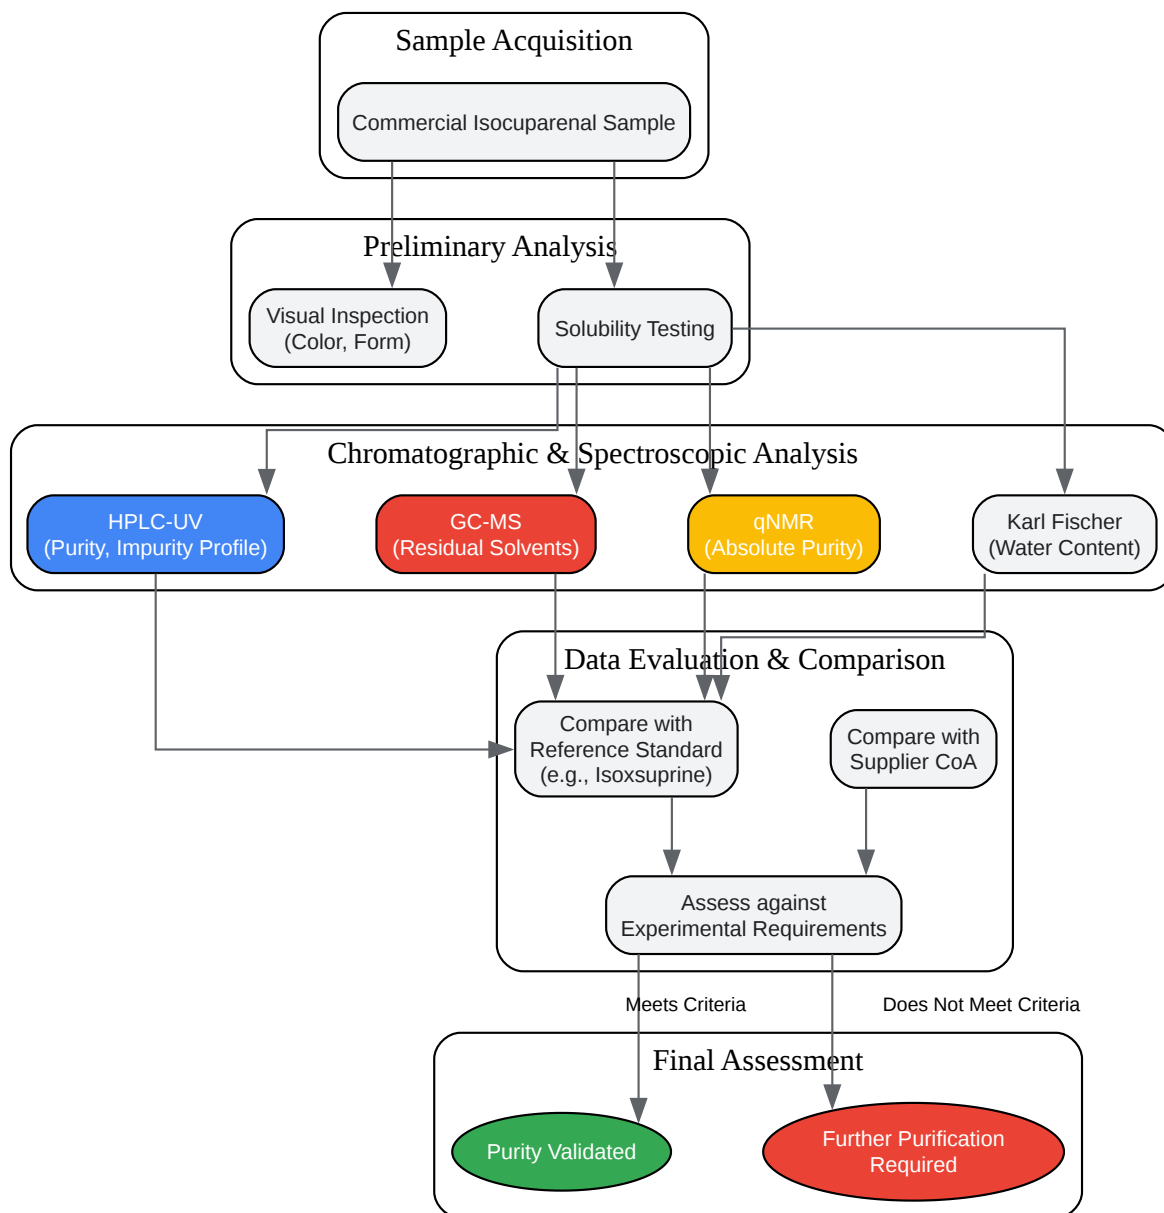 Sample Acquisition
Commercial Isocuparenal Sample
Preliminary Analysis
Visual Inspection
(Color, Form)
Solubility Testing
Chromatographic & Spectroscopic Analysis
HPLC-UV
(Purity, Impurity Profile)
GC-MS
(Residual Solvents)
qNMR
(Absolute Purity)
Karl Fischer
(Water Content)
Data Evaluation & Comparison
Compare with
Reference Standard
(e.g., Isoxsuprine)
Compare with
Supplier CoA
Assess against
Experimental Requirements
Meets Criteria
Does Not Meet Criteria
Final Assessment
Purity Validated
Further Purification
Required